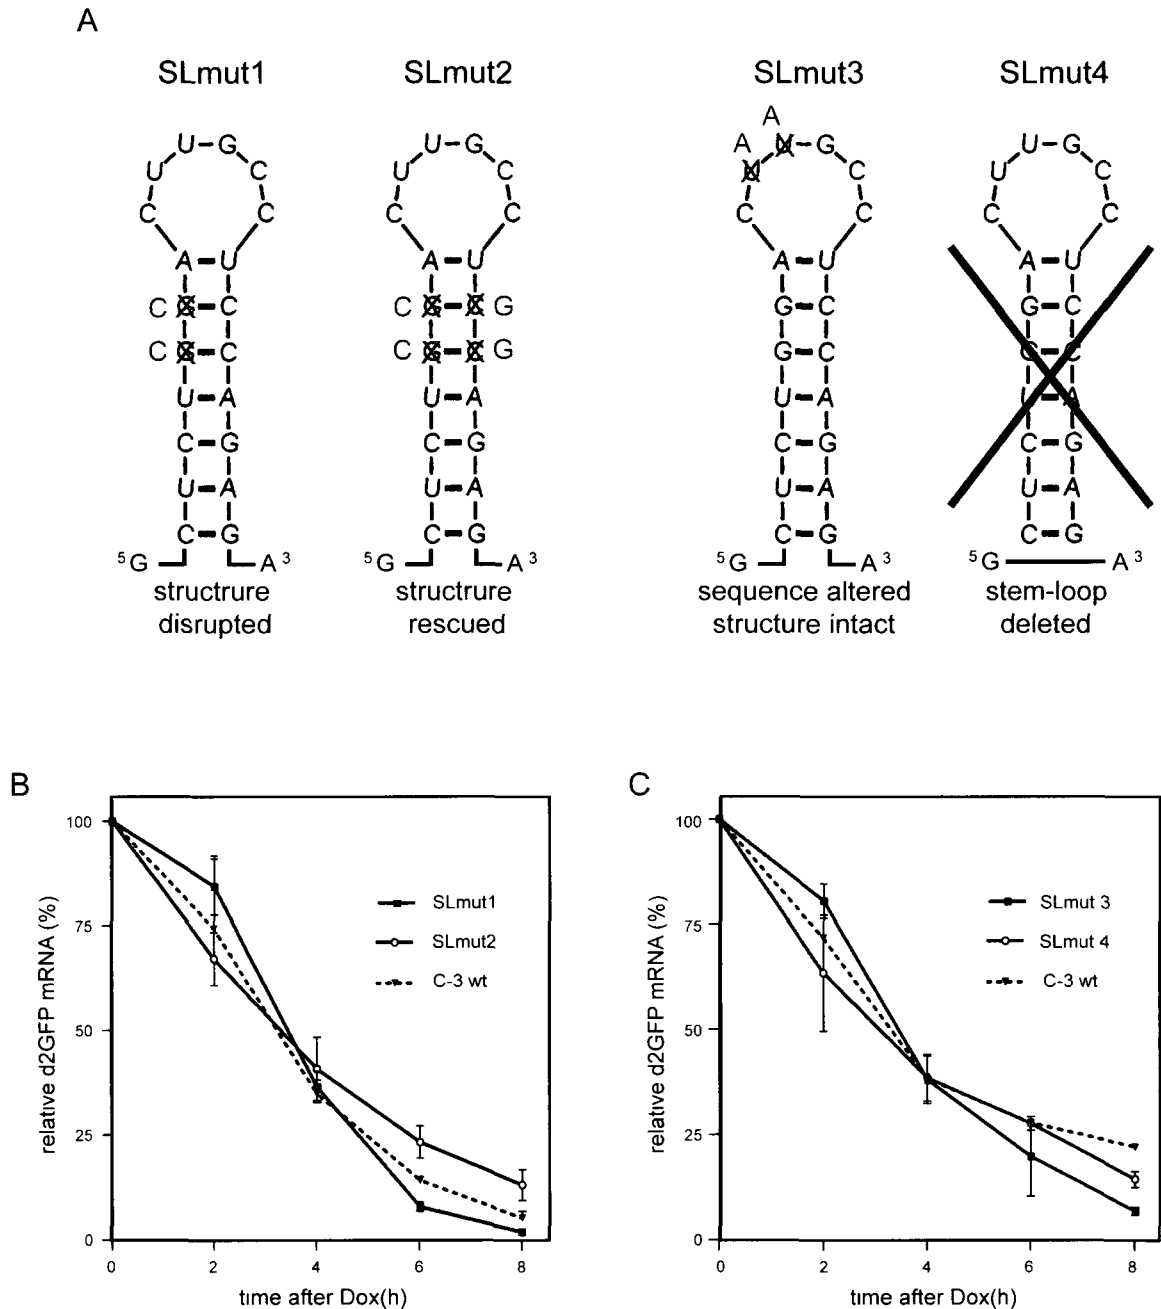 A
SLmut1 SLmut2 SLmut3 SLmut4
A
U-G U-G A G U-G
U C U C C U C
C C C C C C C C
A U A U A U A U
C C C G G C G C
C C C G G C C
U A U A U A A
C G C G C G C G
U A U A U A U A
C G C G C G C G
5G A3 5G A3 5G A3 5G A3
structrure structrure sequence altered stem-loop
disrupted rescued structure intact deleted
B C
100 100
75 75
50 50
25 25
0 0
relative d2GFP mRNA (%) relative d2GFP mRNA (%)
SLmut1 SLmut 3
SLmut2 SLmut 4
C-3 wt C-3 wt
0 2 4 6 8 0 2 4 6 8
time after Dox(h) time after Dox(h)